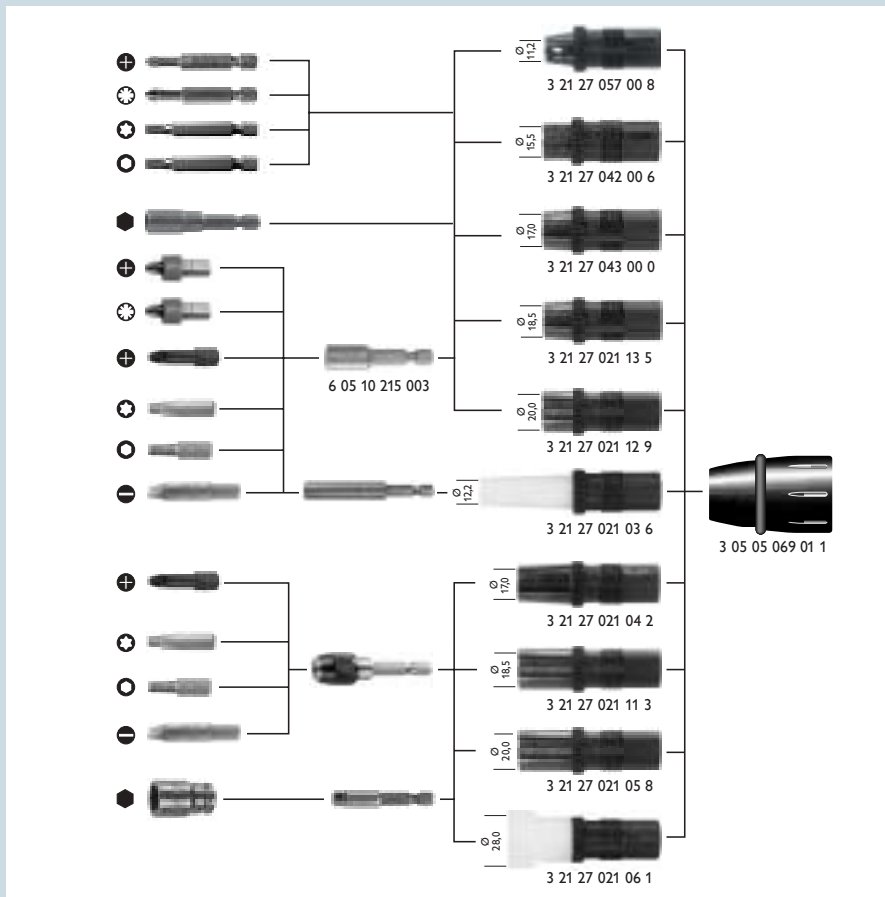 Ø 11,2
3 21 27 057 00 8
Ø 15,5
3 21 27 042 00 6
Ø 17,0
3 21 27 043 00 0
Ø 18,5
3 21 27 021 13 5
6 05 10 215 003
Ø 20,0
3 21 27 021 12 9
Ø 12,2
3 21 27 021 03 6
3 05 05 069 01 1
Ø 17,0
3 21 27 021 04 2
Ø 18,5
3 21 27 021 11 3
Ø 20,0
3 21 27 021 05 8
Ø 28,0
3 21 27 021 06 1